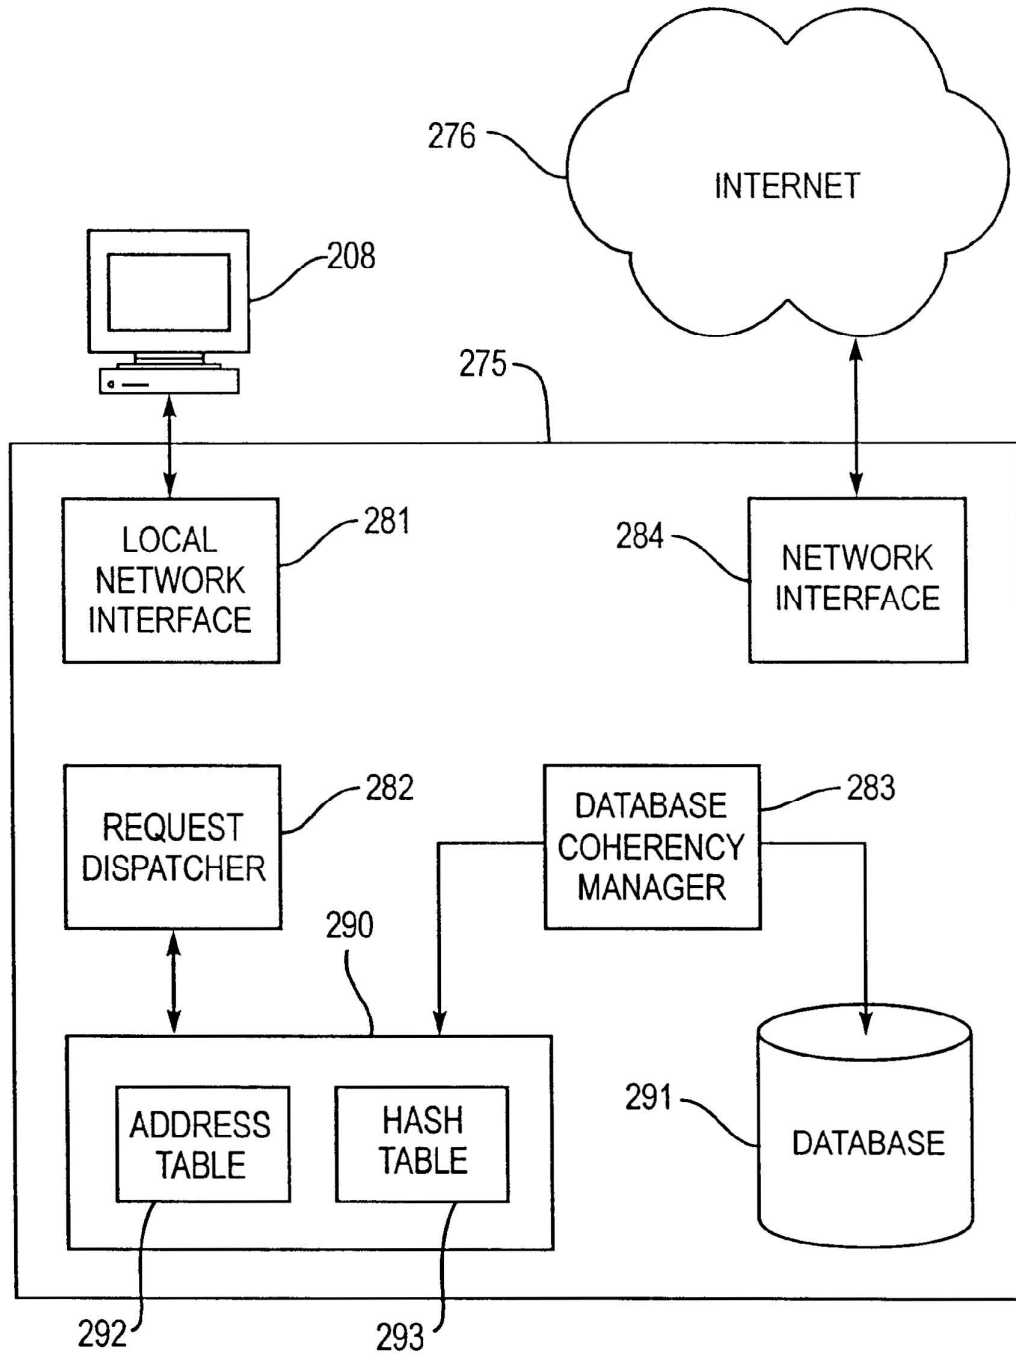 276
INTERNET
208
275
LOCAL
NETWORK
INTERFACE
281
284
NETWORK
INTERFACE
REQUEST
DISPATCHER
282
DATABASE
COHERENCY
MANAGER
283
290
ADDRESS
TABLE
HASH
TABLE
291
DATABASE
292
293